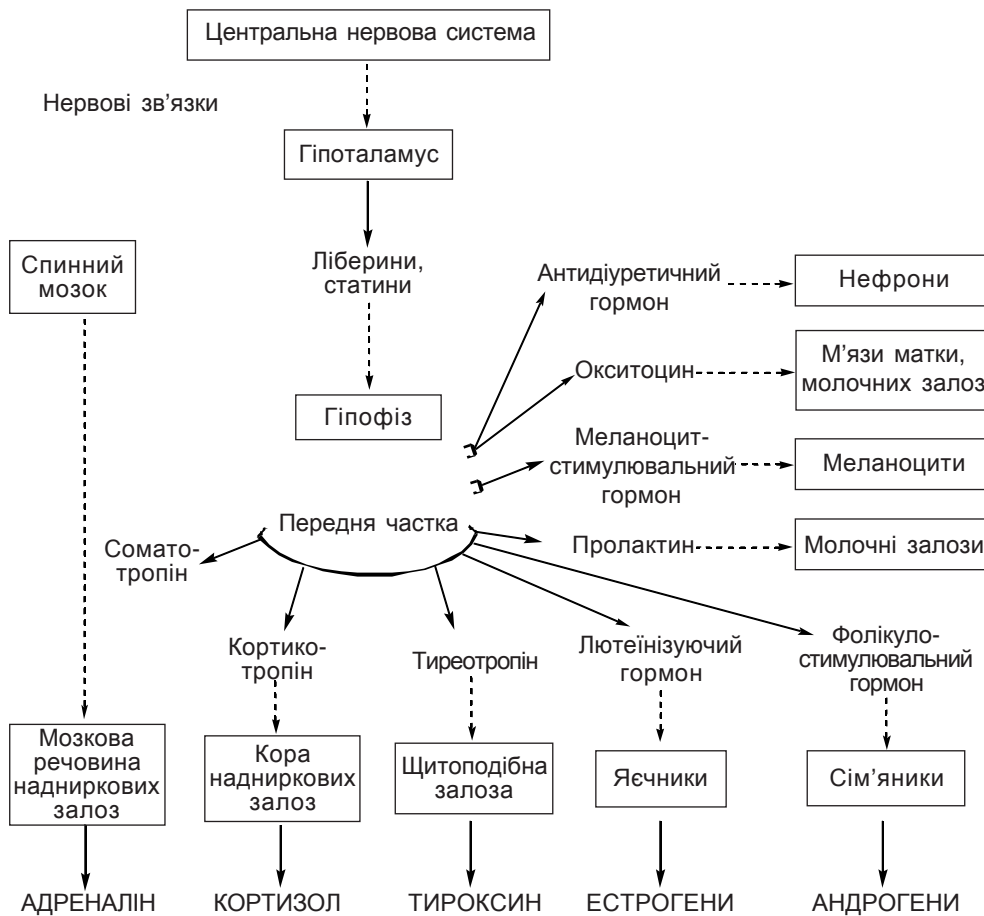 Центральна нервова система
Нервові зв’язки
Гіпоталамус
Спинний
мозок
Ліберини,
статини
Антидіуретичний
гормон
Нефрони
Гіпофіз
Окситоцин
М’язи матки,
молочних залоз
Меланоцит-
стимулювальний
гормон
Меланоцити
Передня частка
Сомато-
тропін
Пролактин
Молочні залози
Кортико-
тропін
Тиреотропін
Лютеїнізуючий
гормон
Фолікуло-
стимулювальний
гормон
Мозкова
речовина
надниркових
залоз
Кора
надниркових
залоз
Щитоподібна
залоза
Яєчники
Сім’яники
АДРЕНАЛІН
КОРТИЗОЛ
ТИРОКСИН
ЕСТРОГЕНИ
АНДРОГЕНИ